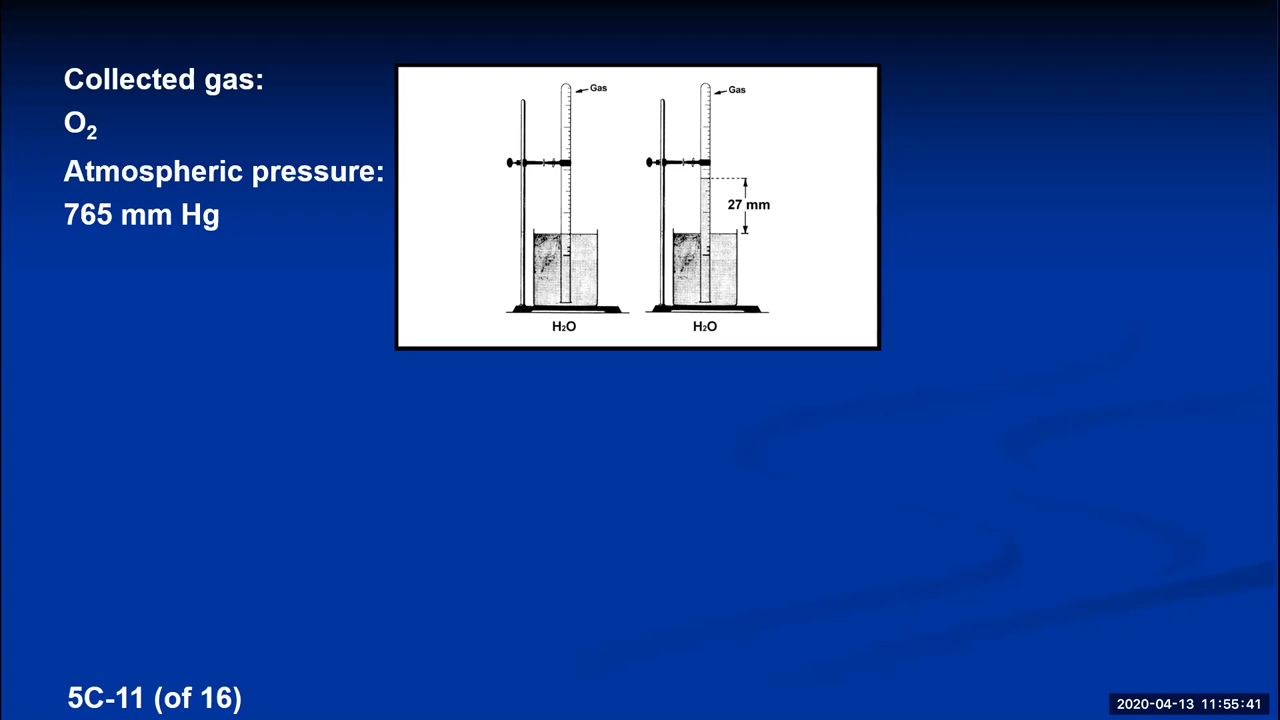 Collected gas:
O2
Atmospheric pressure:
765 mm Hg
Gas
Gas
27 mm
H2O
H2O
5C-11 (of 16)
2020-04-13 11:55:41